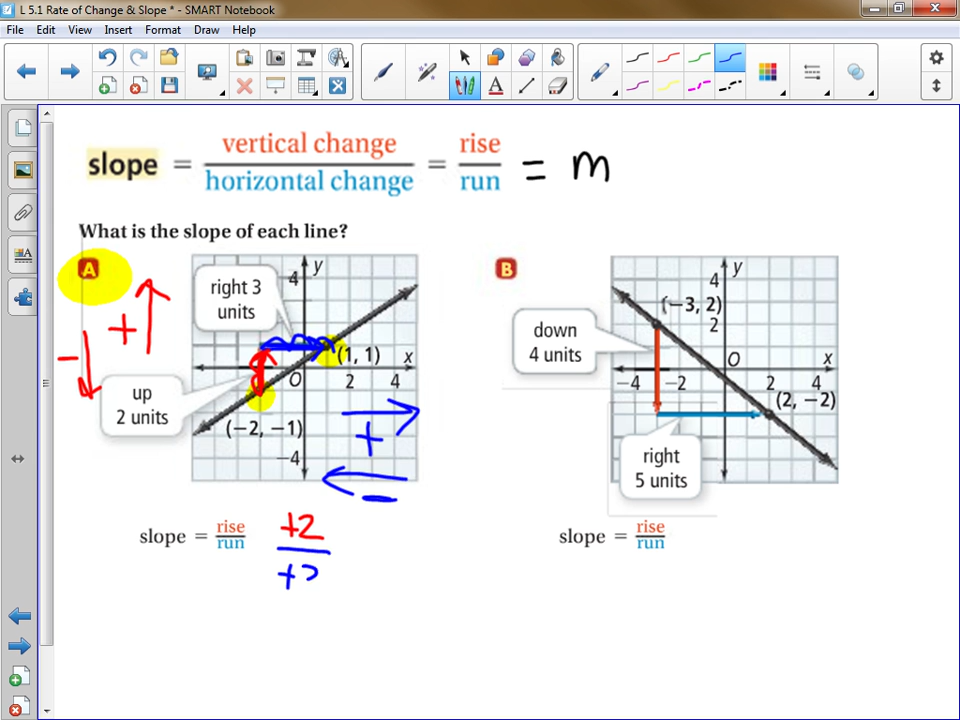 L 5.1 Rate of Change & Slope * - SMART Notebook
File Edit View Insert Format Draw Help
slope = vertical change / horizontal change = rise / run = m
What is the slope of each line?
A
right 3
units
up
2 units
4
y
(1, 1)
x
O
2
4
(−2, −1)
−4
+
−
+
−
slope = rise / run
+2
B
down
4 units
right
5 units
4
y
(−3, 2)
2
O
x
−4
−2
2
4
(2, −2)
slope = rise / run